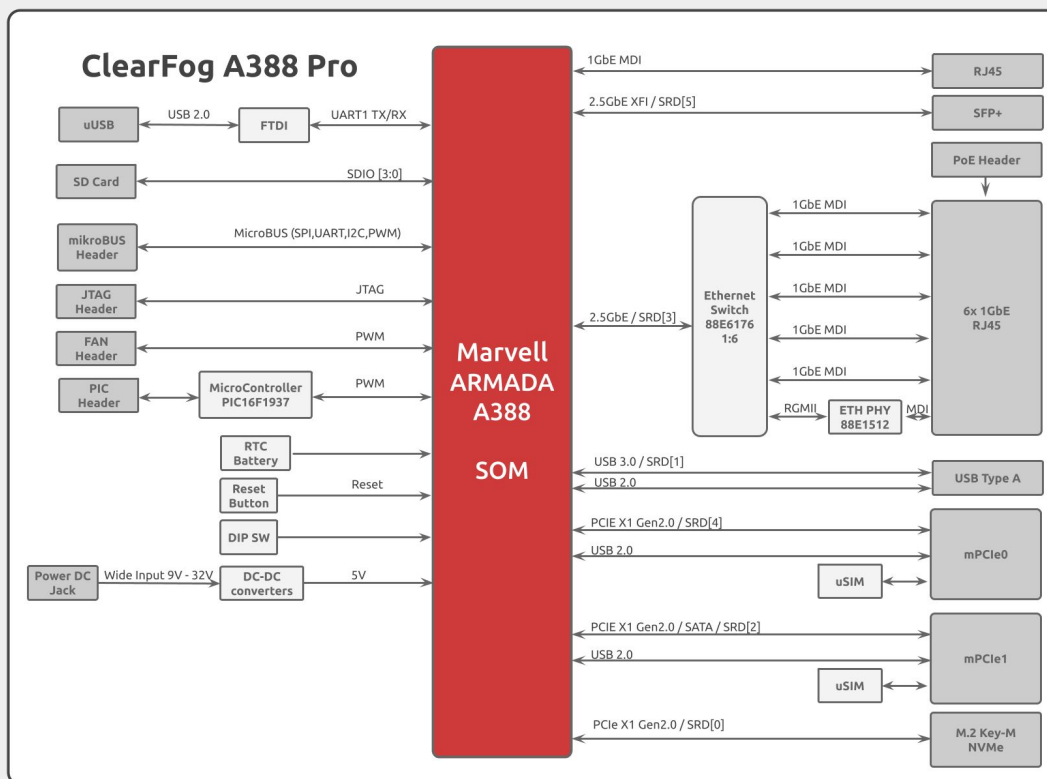 ClearFog A388 Pro
uUSB
USB 2.0
FTDI
UART1 TX/RX
SD Card
SDIO [3:0]
mikroBUS
Header
MicroBUS (SPI,UART,I2C,PWM)
JTAG
Header
JTAG
FAN
Header
PWM
PIC
Header
MicroController
PIC16F1937
PWM
RTC
Battery
Reset
Button
Reset
DIP SW
Power DC
Jack
Wide Input 9V - 32V
DC-DC
converters
5V
Marvell
ARMADA
A388
SOM
1GbE MDI
RJ45
2.5GbE XFI / SRD[5]
SFP+
PoE Header
2.5GbE / SRD[3]
Ethernet
Switch
88E6176
1:6
1GbE MDI
1GbE MDI
1GbE MDI
1GbE MDI
1GbE MDI
RGMII
ETH PHY
88E1512
MDI
6x 1GbE
RJ45
USB 3.0 / SRD[1]
USB 2.0
USB Type A
PCIE X1 Gen2.0 / SRD[4]
USB 2.0
uSIM
mPCIe0
PCIE X1 Gen2.0 / SATA / SRD[2]
USB 2.0
uSIM
mPCIe1
PCIe X1 Gen2.0 / SRD[0]
M.2 Key-M
NVMe